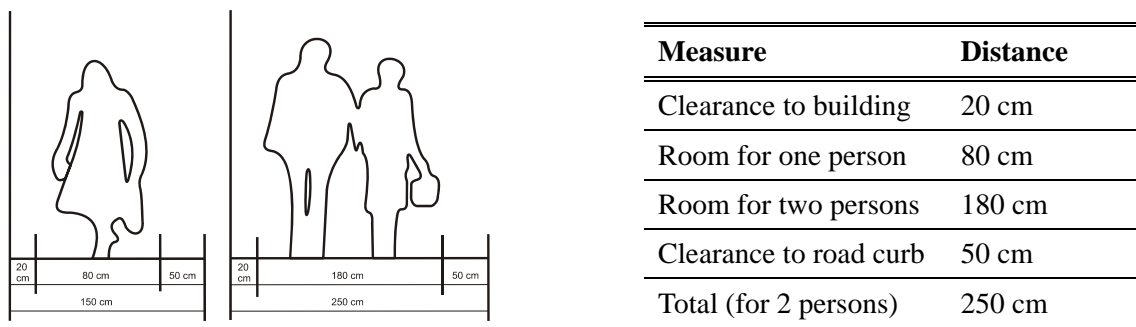 20
cm
80 cm
50 cm
150 cm
20
cm
180 cm
50 cm
250 cm
Measure Distance
Clearance to building 20 cm
Room for one person 80 cm
Room for two persons 180 cm
Clearance to road curb 50 cm
Total (for 2 persons) 250 cm